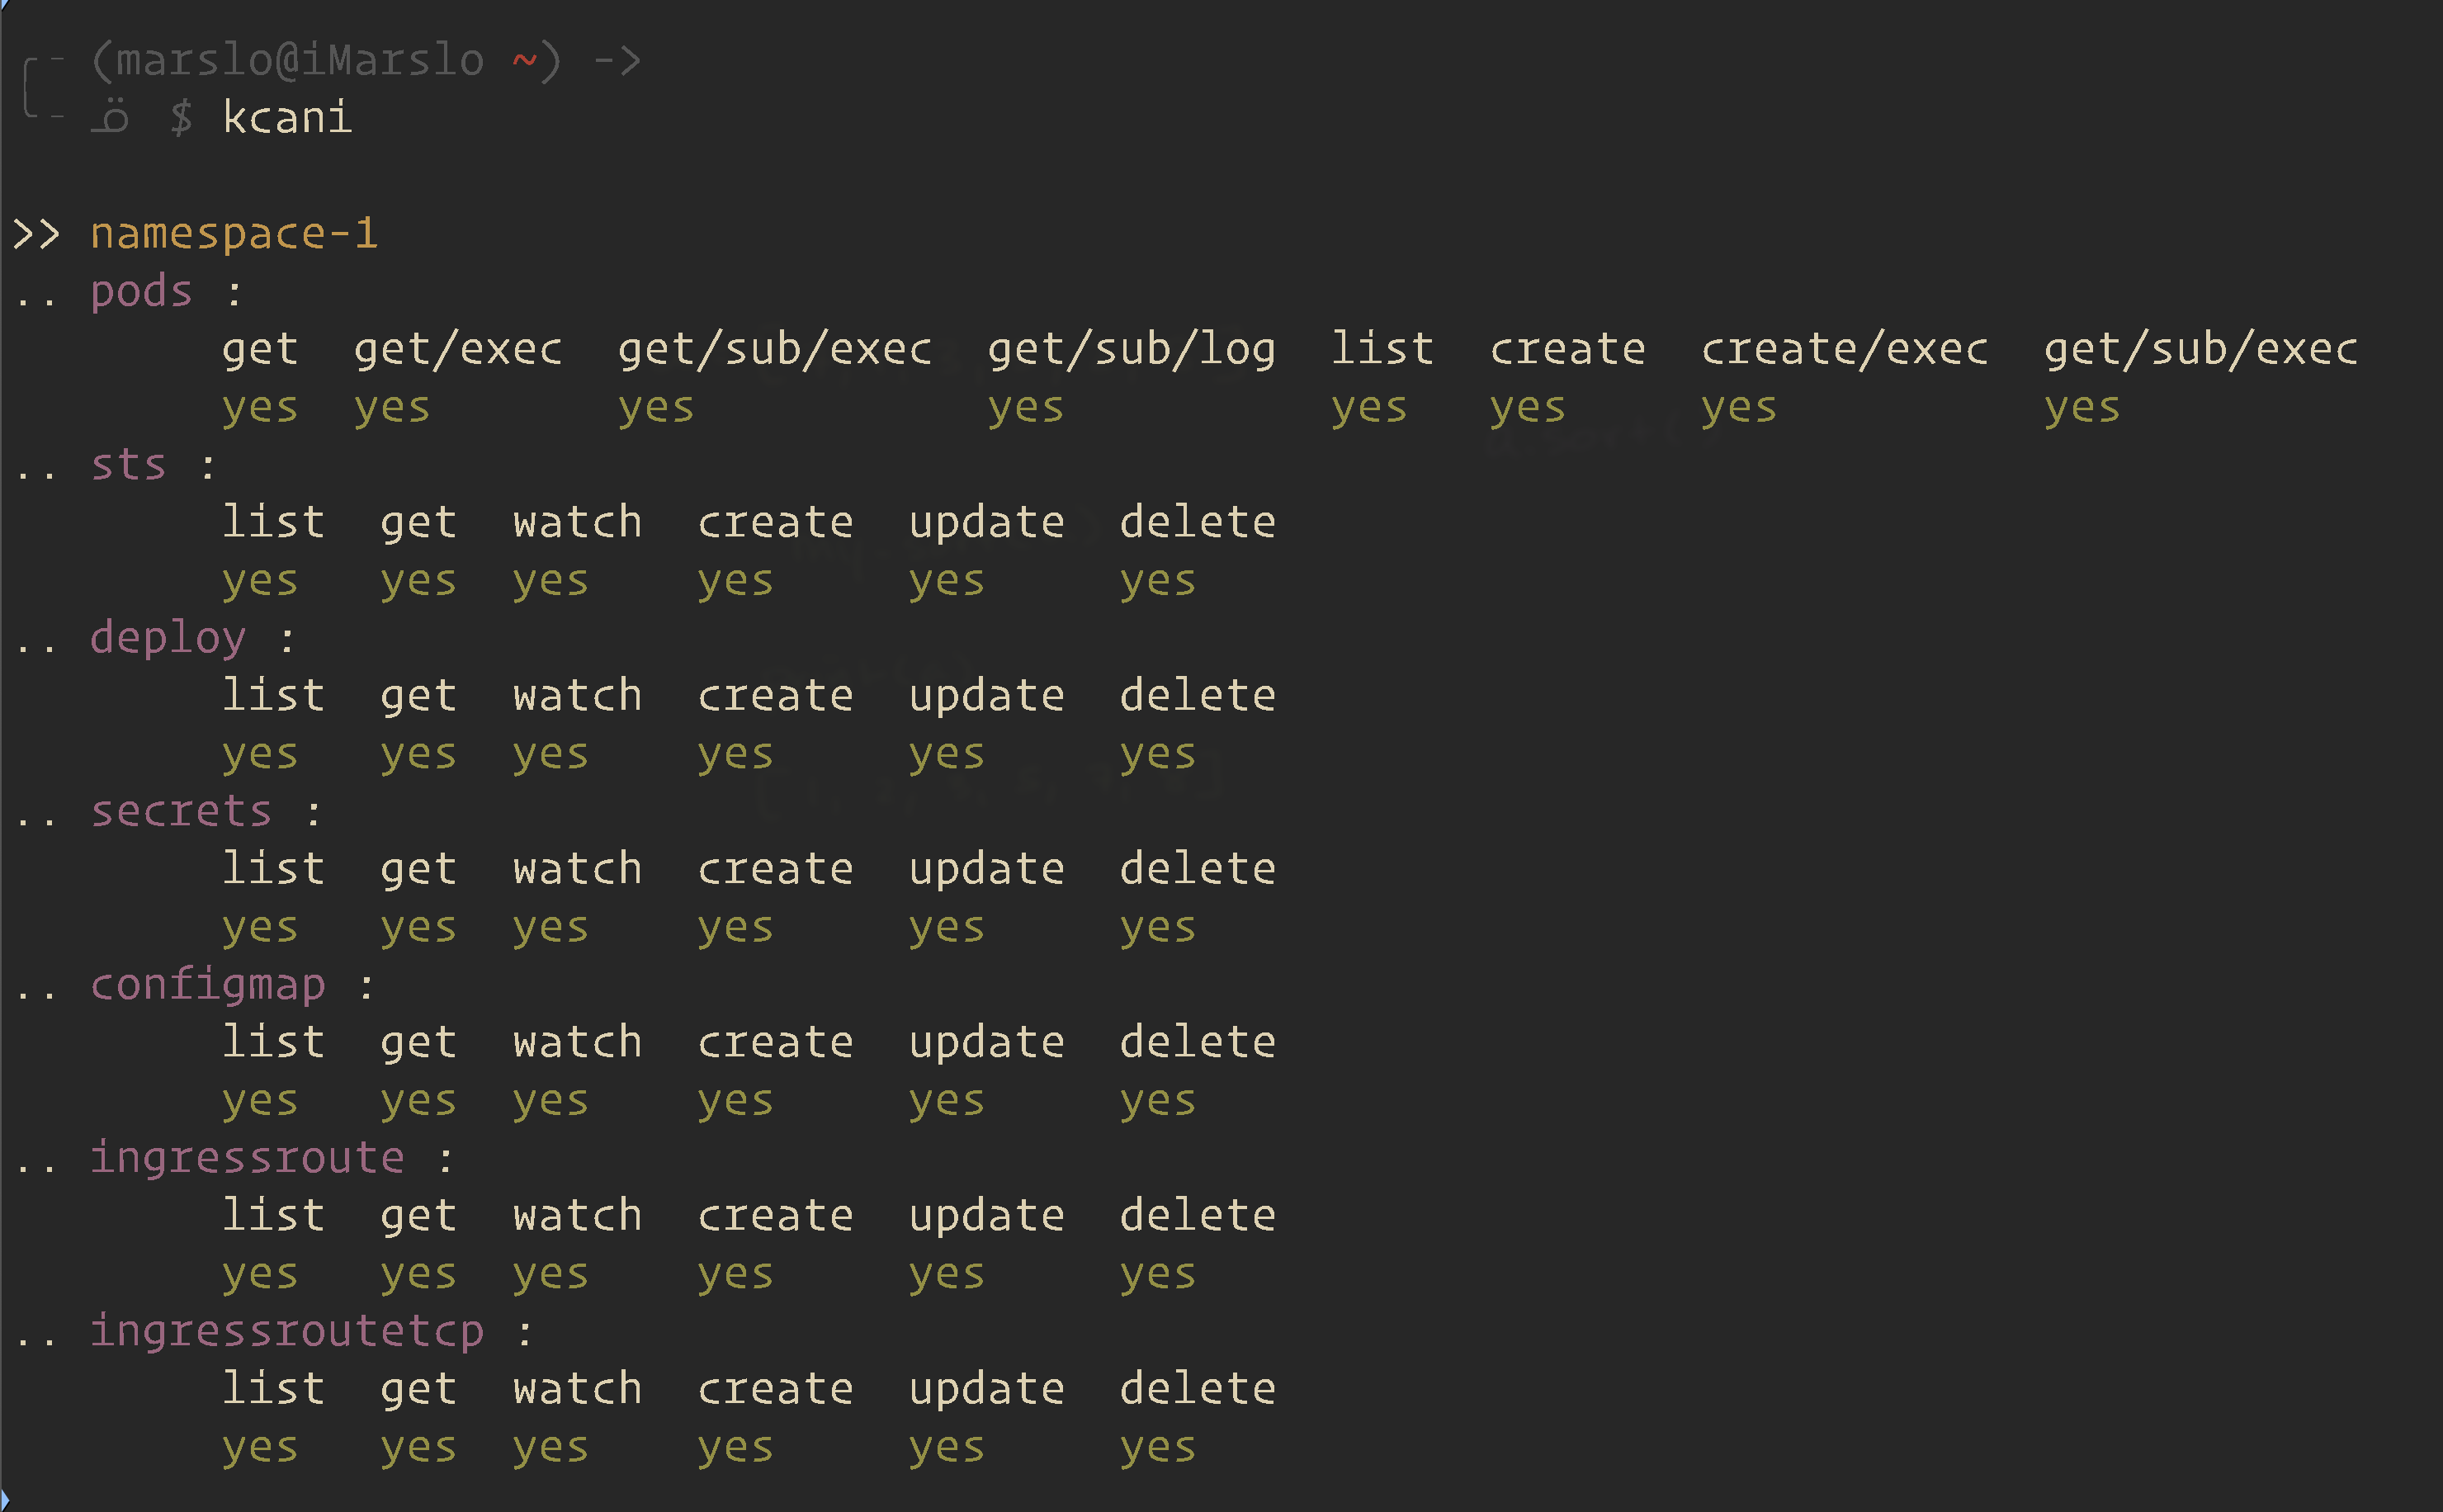 ╭╴- (marslo@iMarslo ~) ->
╰╴- $ kcani
>> namespace-1
.. pods :
get get/exec get/sub/exec get/sub/log list create create/exec get/sub/exec
yes yes yes yes yes yes yes yes
.. sts :
list get watch create update delete
yes yes yes yes yes yes
.. deploy :
list get watch create update delete
yes yes yes yes yes yes
.. secrets :
list get watch create update delete
yes yes yes yes yes yes
.. configmap :
list get watch create update delete
yes yes yes yes yes yes
.. ingressroute :
list get watch create update delete
yes yes yes yes yes yes
.. ingressroutetcp :
list get watch create update delete
yes yes yes yes yes yes